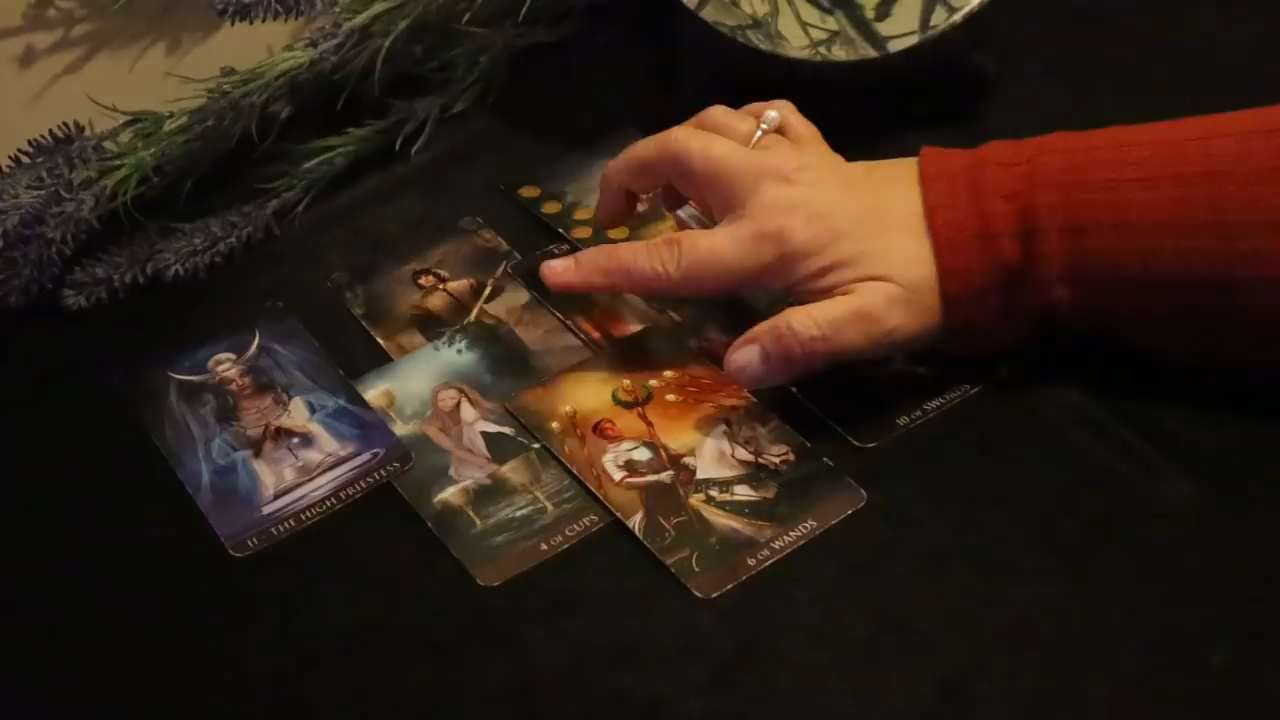 II - THE HIGH PRIESTESS
4 OF CUPS
6 OF WANDS
10 OF SWORDS